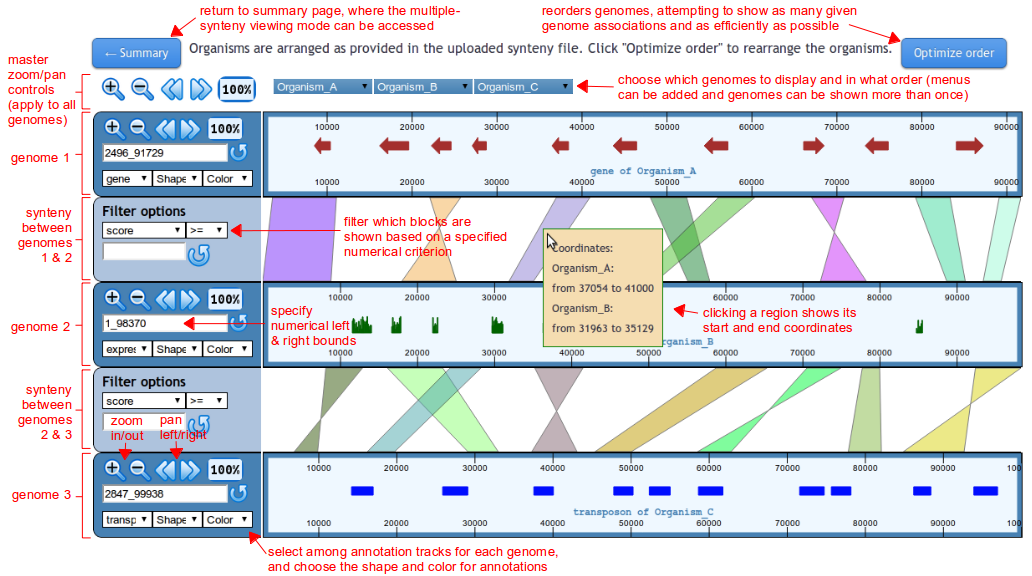 return to summary page, where the multiple-
synteny viewing mode can be accessed
reorders genomes, attempting to show as many given
genome associations and as efficiently as possible
← Summary
Organisms are arranged as provided in the uploaded synteny file. Click "Optimize order" to rearrange the organisms.
Optimize order
master
zoom/pan
controls
(apply to all
genomes)
100%
Organism_A
Organism_B
Organism_C
choose which genomes to display and in what order (menus
can be added and genomes can be shown more than once)
genome 1
100%
2496_91729
gene
Shape
Color
10000 20000 30000 40000 50000 60000 70000 80000 90000
gene of Organism_A
10000 20000 30000 40000 50000 60000 70000 80000 90000
synteny
between
genomes
1 & 2
Filter options
score
>=
filter which blocks are
shown based on a specified
numerical criterion
Coordinates:
Organism_A:
from 37054 to 41000
Organism_B:
from 31963 to 35129
genome 2
100%
1_98370
expre
Shape
Color
specify
numerical left
& right bounds
10000 20000 30000 60000 70000 80000 90000
clicking a region shows its
start and end coordinates
rganism_B
10000 20000 30000 40000 50000 60000 70000 80000 90000
synteny
between
genomes
2 & 3
Filter options
score
>=
zoom
in/out
pan
left/right
genome 3
100%
2847_99938
transp
Shape
Color
10000 20000 30000 40000 50000 60000 70000 80000 90000 100
transposon of Organism_C
10000 20000 30000 40000 50000 60000 70000 80000 90000 100
select among annotation tracks for each genome,
and choose the shape and color for annotations